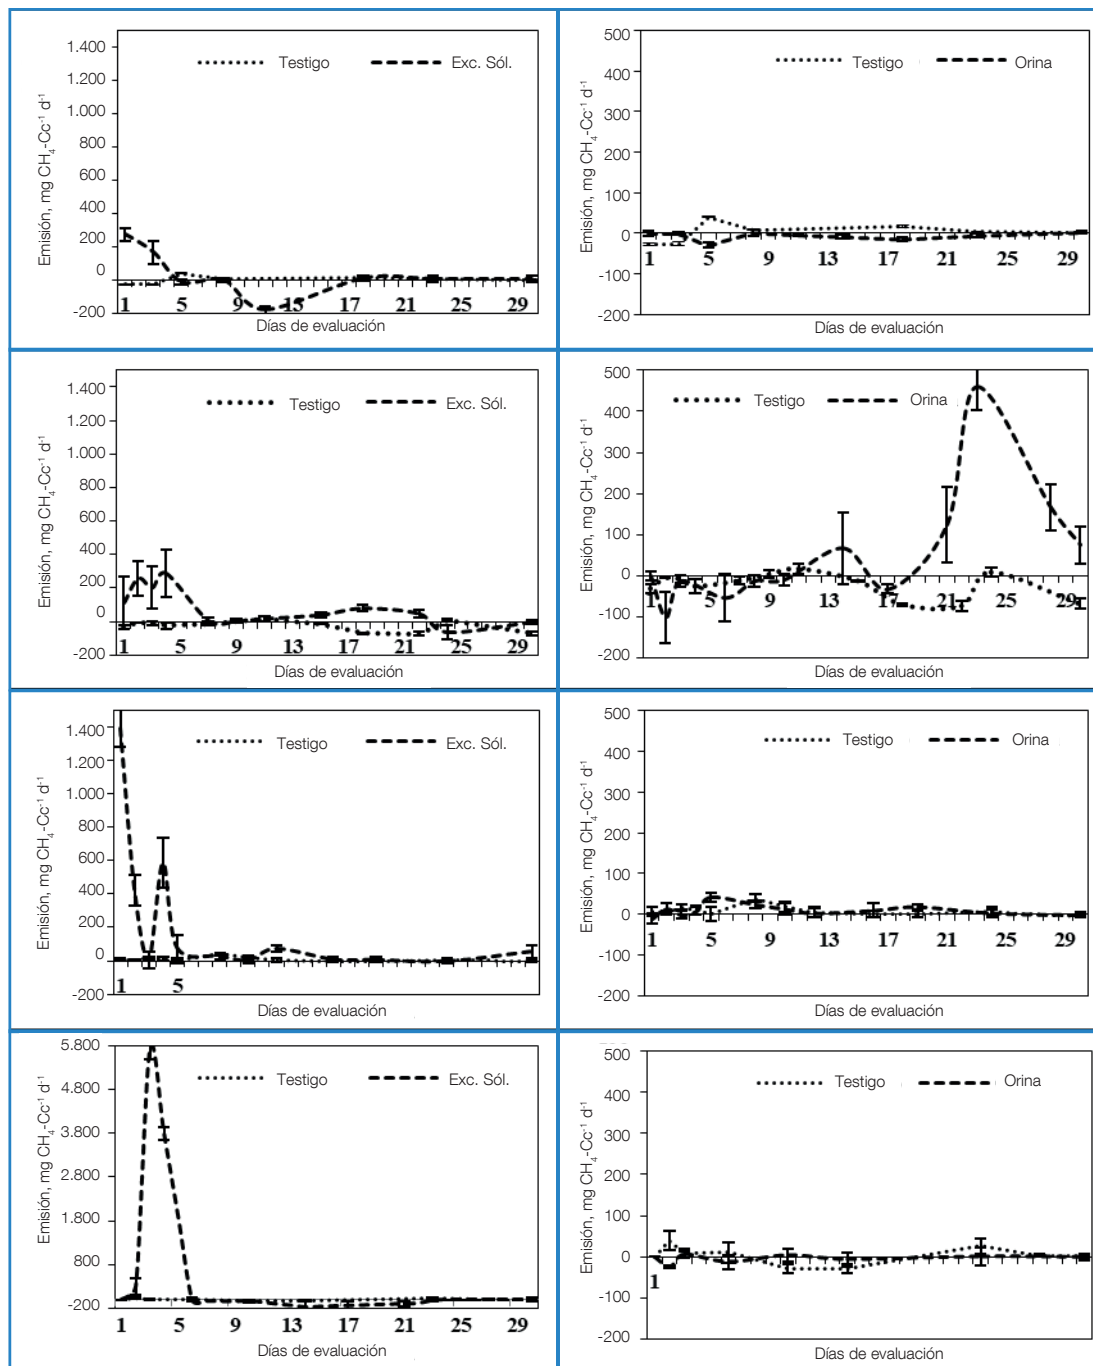 1.400
1.000
1.200
800
600
400
200
0
-200
Emisión, mg CH₄-Cc⁻¹ d⁻¹
Testigo Exc. Sól.
1 5 9 13 17 21 25 29
Días de evaluación
500
400
300
200
100
0
-100
-200
Emisión, mg CH₄-Cc⁻¹ d⁻¹
Testigo Orina
1 5 9 13 17 21 25 29
Días de evaluación
1.400
1.200
1.000
800
600
400
200
0
-200
Emisión, mg CH₄-Cc⁻¹ d⁻¹
Testigo Exc. Sól.
1 5 9 13 17 21 25 29
Días de evaluación
500
400
300
200
100
0
-100
-200
Emisión, mg CH₄-Cc⁻¹ d⁻¹
Testigo Orina
1 5 9 13 17 21 25 29
Días de evaluación
1.400
1.200
1.000
800
600
400
200
0
-200
Emisión, mg CH₄-Cc⁻¹ d⁻¹
Testigo Exc. Sól.
1 5
Días de evaluación
500
400
300
200
100
0
-100
-200
Emisión, mg CH₄-Cc⁻¹ d⁻¹
Testigo Orina
1 5 9 13 17 21 25 29
Días de evaluación
5.800
4.800
3.800
2.800
1.800
800
-200
Emisión, mg CH₄-Cc⁻¹ d⁻¹
Testigo Exc. Sól.
1 5 9 13 17 21 25 29
Días de evaluación
500
400
300
200
100
0
-100
-200
Emisión, mg CH₄-Cc⁻¹ d⁻¹
Testigo Orina
1
Días de evaluación